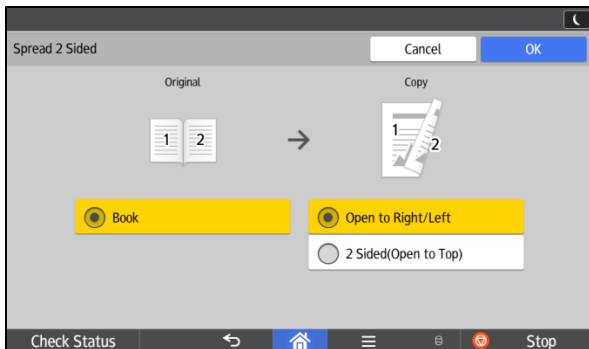 Spread 2 Sided
Cancel
OK
Original
Copy
1 2
1
2
Book
Open to Right/Left
2 Sided(Open to Top)
Check Status
Stop